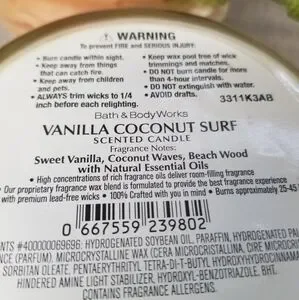 WARNING
To prevent FIRE and SERIOUS INJURY:
• Burn candle within sight.
• Keep away from things
that can catch fire.
• Keep away from children
and pets.
• ALWAYS trim wicks to 1/4
inch before each relighting.
• Keep wax pool free of wick
trimmings and matches.
• DO NOT burn candle for more
than 4-hour intervals.
• DO NOT extinguish with water.
• AVOID drafts.
3311K3AB
Bath & Body Works
VANILLA COCONUT SURF
SCENTED CANDLE
Fragrance Notes:
Sweet Vanilla, Coconut Waves, Beach Wood
with Natural Essential Oils
• High concentrations of rich fragrance oils deliver room-filling fragrance
• Our proprietary fragrance wax blend is formulated to provide the best fragrance experience
with premium lead-free wicks • 100% Crafted with you in mind • Burns approximately 25-45
0 667559 239802
NTS #400000069696: HYDROGENATED SOYBEAN OIL, PARAFFIN, HYDROGENATED PA
NCE (PARFUM), MICROCRYSTALLINE WAX (CERA MICROCRISTALLINA, CIRE MICROC
SORBITAN OLEATE, PENTAERYTHRITYL TETRA-DI-T-BUTYL HYDROXYHYDROCINNAM
HINDERED AMINE LIGHT STABILIZER, HYDROXYL-BENZOTRIAZOLE, BHT.
CONTAINS FRAGRANCE ALLERGENS.